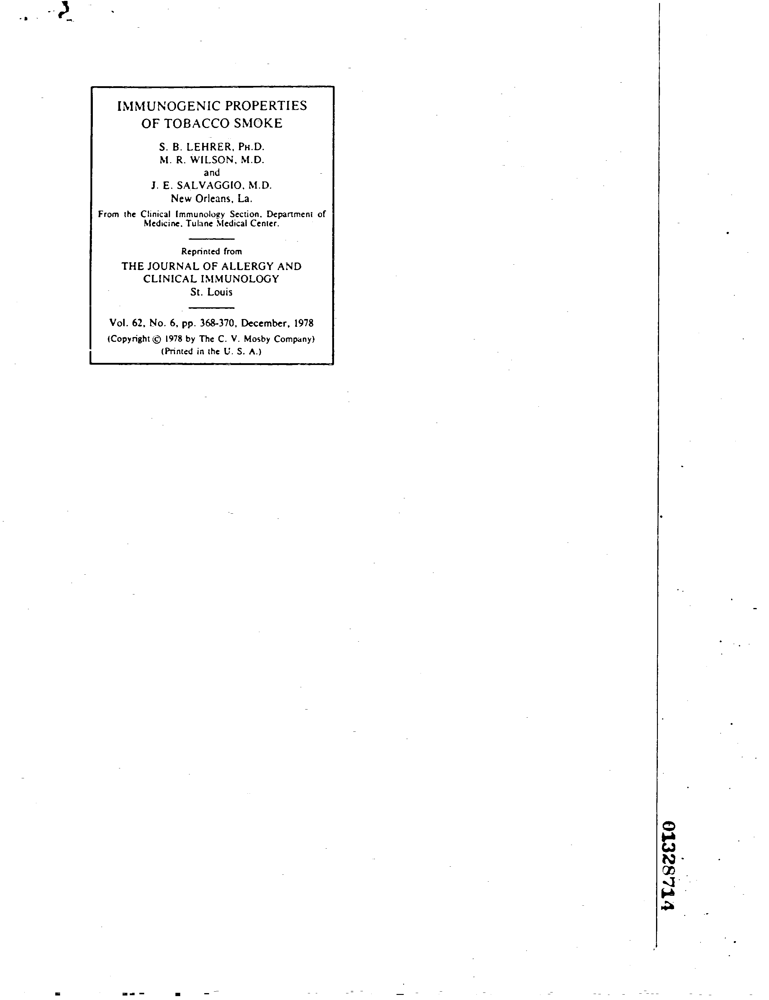 IMMUNOGENIC PROPERTIES
OF TOBACCO SMOKE
S. B. LEHRER, PH.D.
M. R. WILSON, M.D.
and
J. E. SALVAGGIO, M.D.
New Orleans, La.
From the Clinical Immunology Section, Department of
Medicine, Tulane Medical Center.
Reprinted from
THE JOURNAL OF ALLERGY AND
CLINICAL IMMUNOLOGY
St. Louis
Vol. 62, No. 6, pp. 368-370, December, 1978
(Copyright © 1978 by The C. V. Mosby Company)
(Printed in the U. S. A.)
01328714